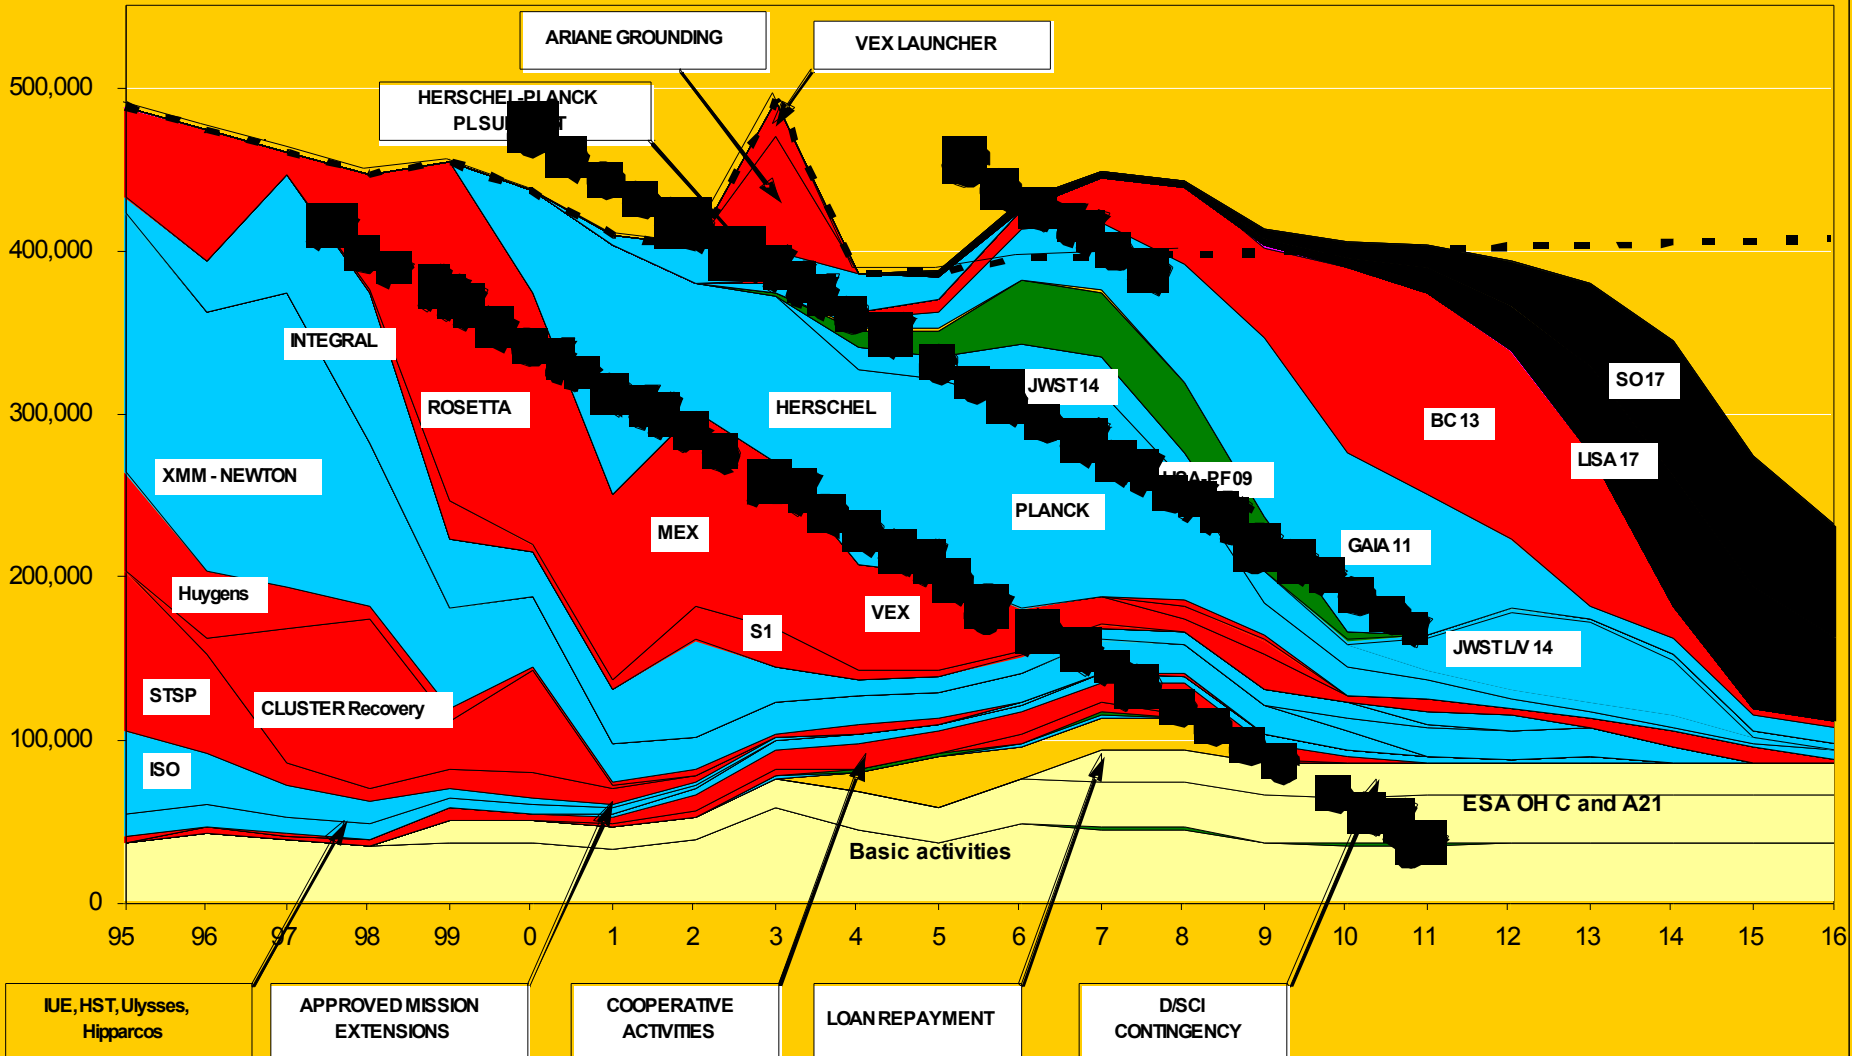 ARIANE GROUNDING
VEX LAUNCHER
500,000
HERSCHEL-PLANCK
400,000
INTEGRAL
300,000
ROSETTA
HERSCHEL
JWST 14
SO 17
BC 13
XMM - NEWTON
LISA 17
PLANCK
MEX
GAIA 11
200,000
Huygens
VEX
S1
JWST L/V 14
STSP
CLUSTER Recovery
ISO
100,000
ESA OH C and A21
Basic activities
0
95 96 97 98 99 0 1 2 3 4 5 6 7 8 9 10 11 12 13 14 15 16
IUE, HST, Ulysses,
Hipparcos
APPROVED MISSION
EXTENSIONS
COOPERATIVE
ACTIVITIES
LOAN REPAYMENT
D/SCI
CONTINGENCY